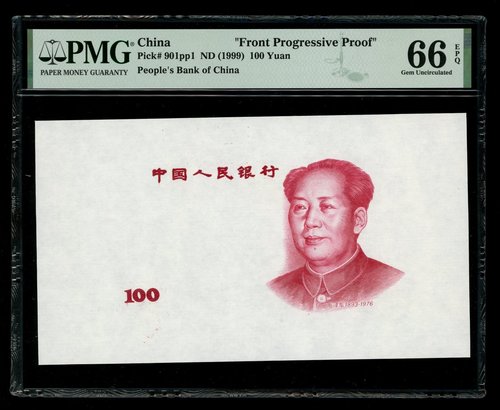 PMG
PAPER MONEY GUARANTY
China "Front Progressive Proof"
Pick# 901pp1 ND (1999) 100 Yuan
People's Bank of China
66 EPQ
Gem Uncirculated
中国人民银行
100
1893-1976